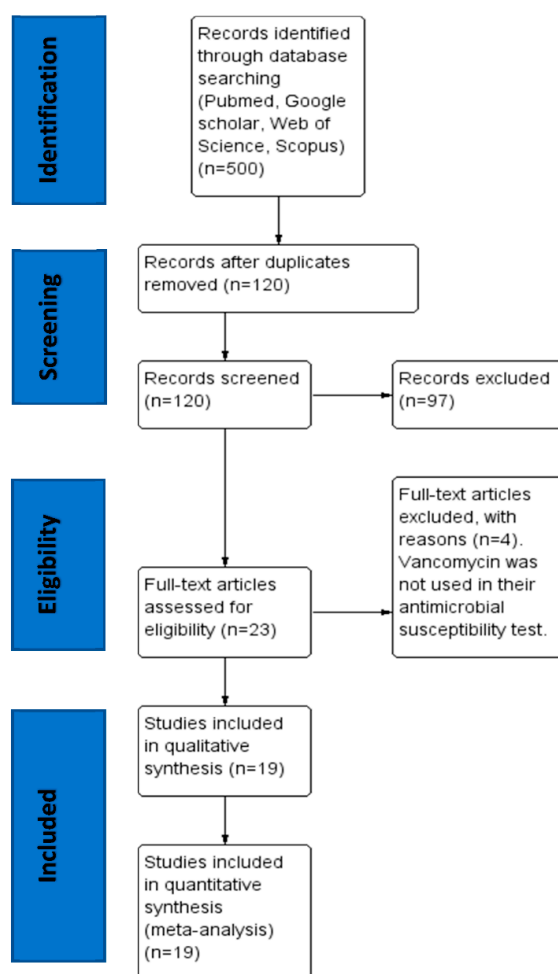 Identification
Records identified
through database
searching
(Pubmed, Google
scholar, Web of
Science, Scopus)
(n=500)
Screening
Records after duplicates
removed (n=120)
Records screened
(n=120)
Records excluded
(n=97)
Eligibility
Full-text articles
assessed for
eligibility (n=23)
Full-text articles
excluded, with
reasons (n=4).
Vancomycin was
not used in their
antimicrobial
susceptibility test.
Included
Studies included
in qualitative
synthesis (n=19)
Studies included
in quantitative
synthesis
(meta-analysis)
(n=19)